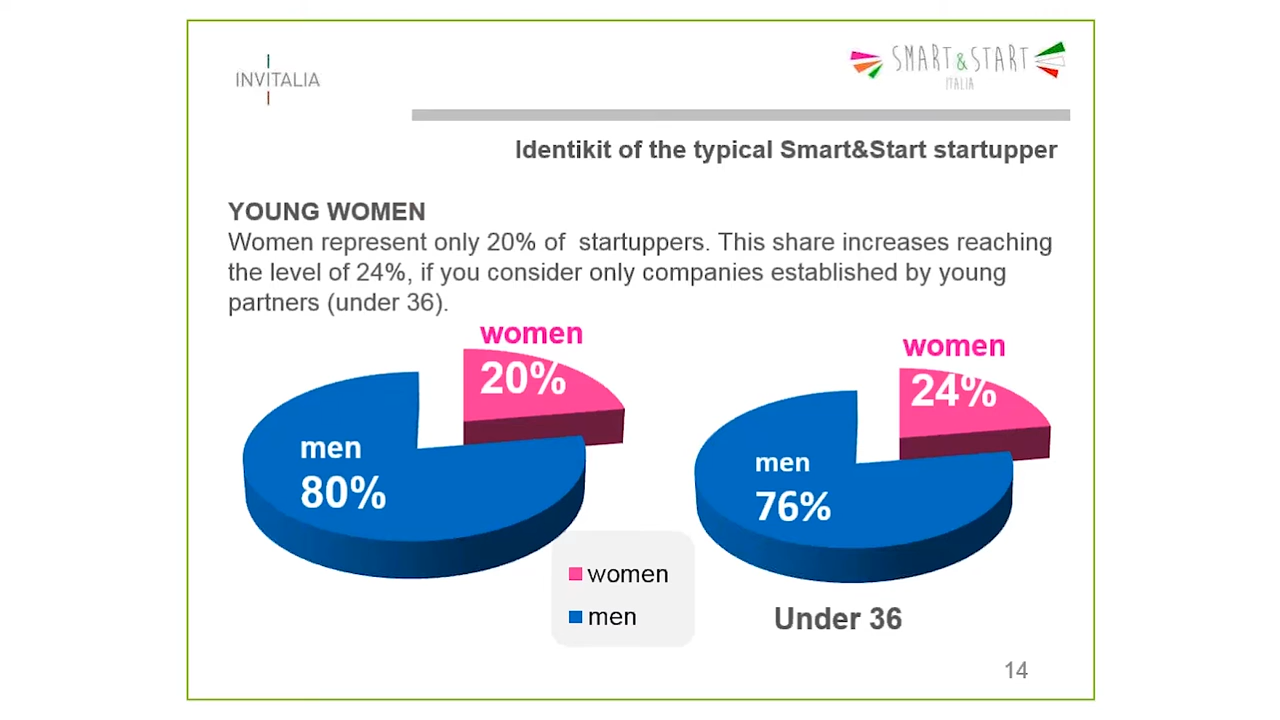 INVITALIA
SMART&START
ITALIA
Identikit of the typical Smart&Start startupper
YOUNG WOMEN
Women represent only 20% of startuppers. This share increases reaching
the level of 24%, if you consider only companies established by young
partners (under 36).
women
20%
men
80%
women
24%
men
76%
women
men
Under 36
14